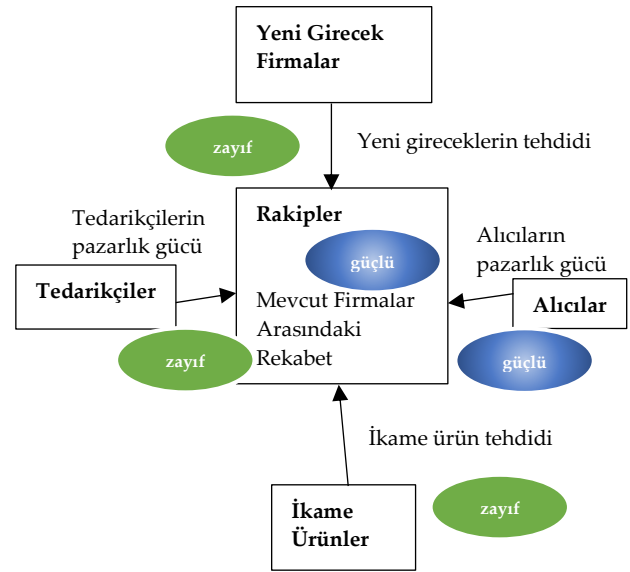 Yeni Girecek
Firmalar
zayıf
Yeni gireceklerin tehdidi
Tedarikçilerin
pazarlık gücü
Rakipler
güçlü
Alıcıların
pazarlık gücü
Tedarikçiler
Mevcut Firmalar
Arasındaki
Rekabet
Alıcılar
zayıf
güçlü
İkame ürün tehdidi
İkame
Ürünler
zayıf